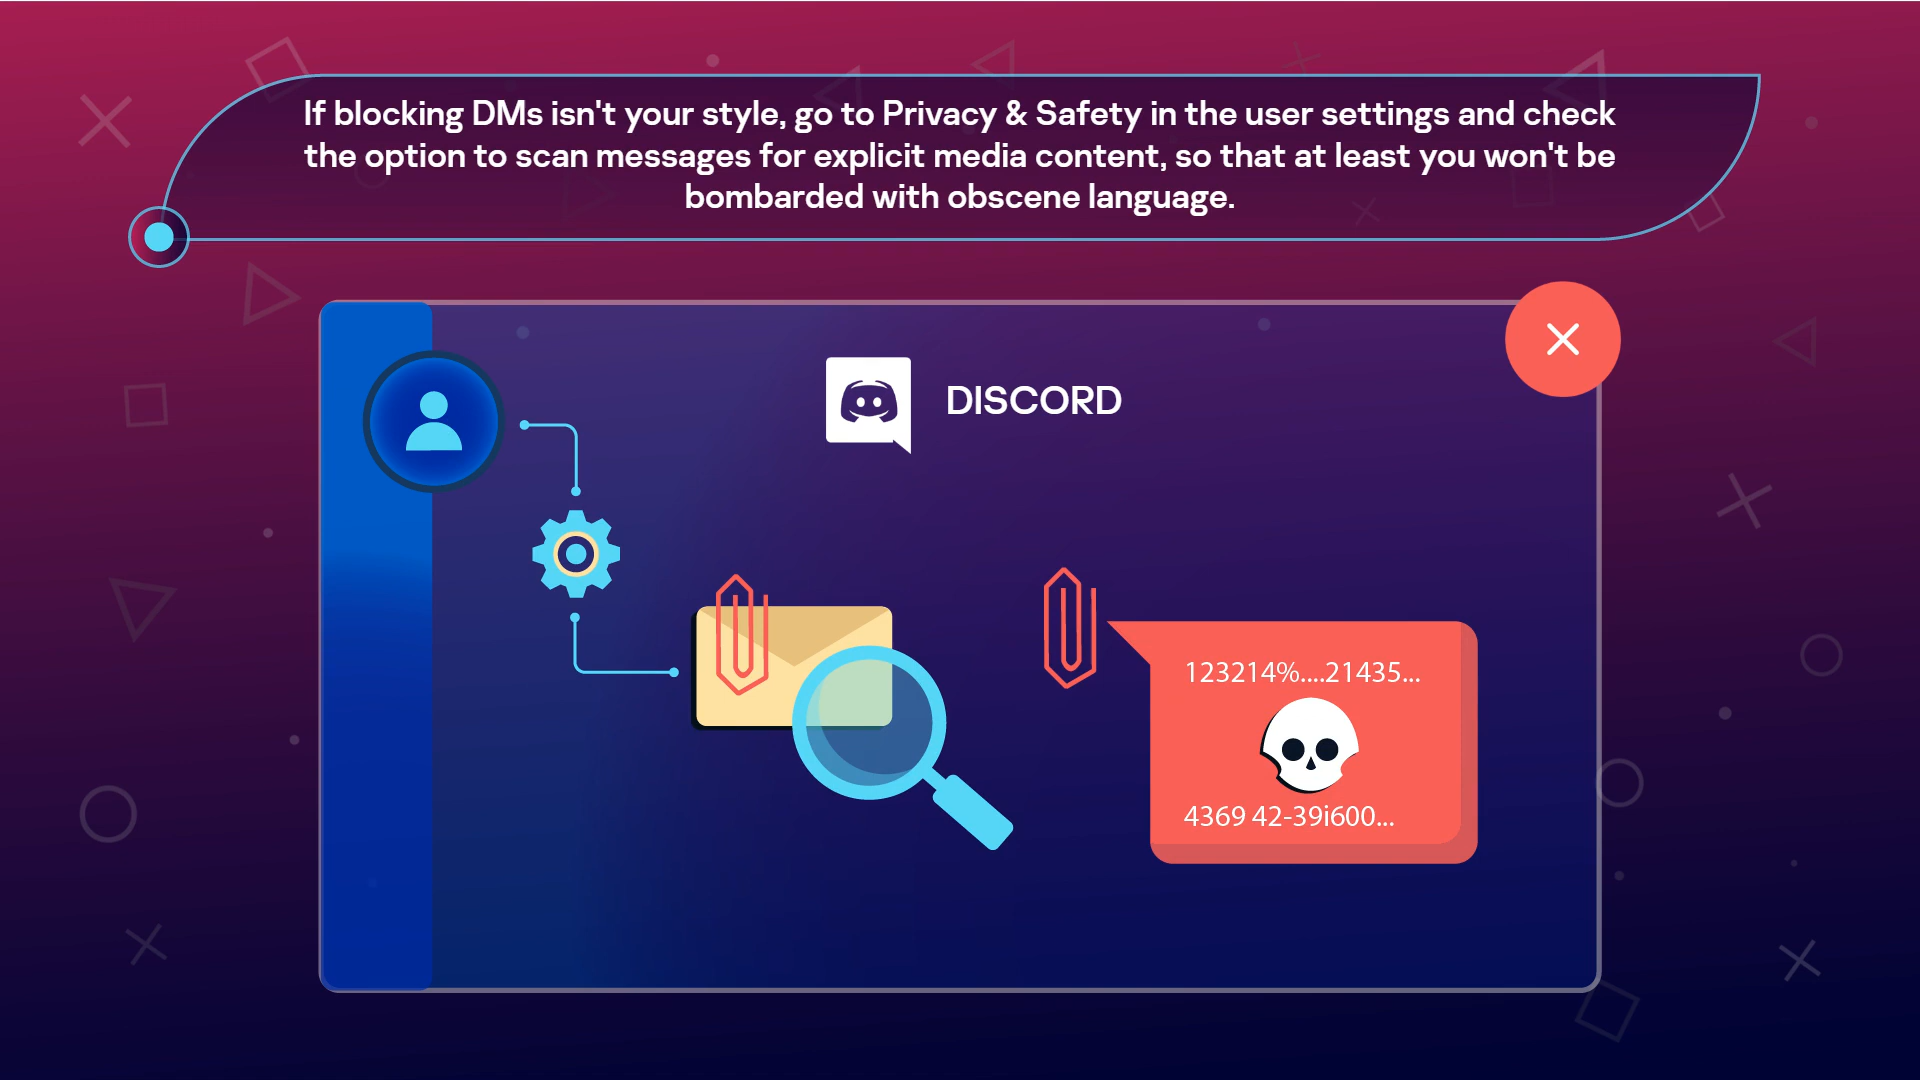 If blocking DMs isn't your style, go to Privacy & Safety in the user settings and check
the option to scan messages for explicit media content, so that at least you won't be
bombarded with obscene language.
DISCORD
123214%....21435...
4369 42-39i600...